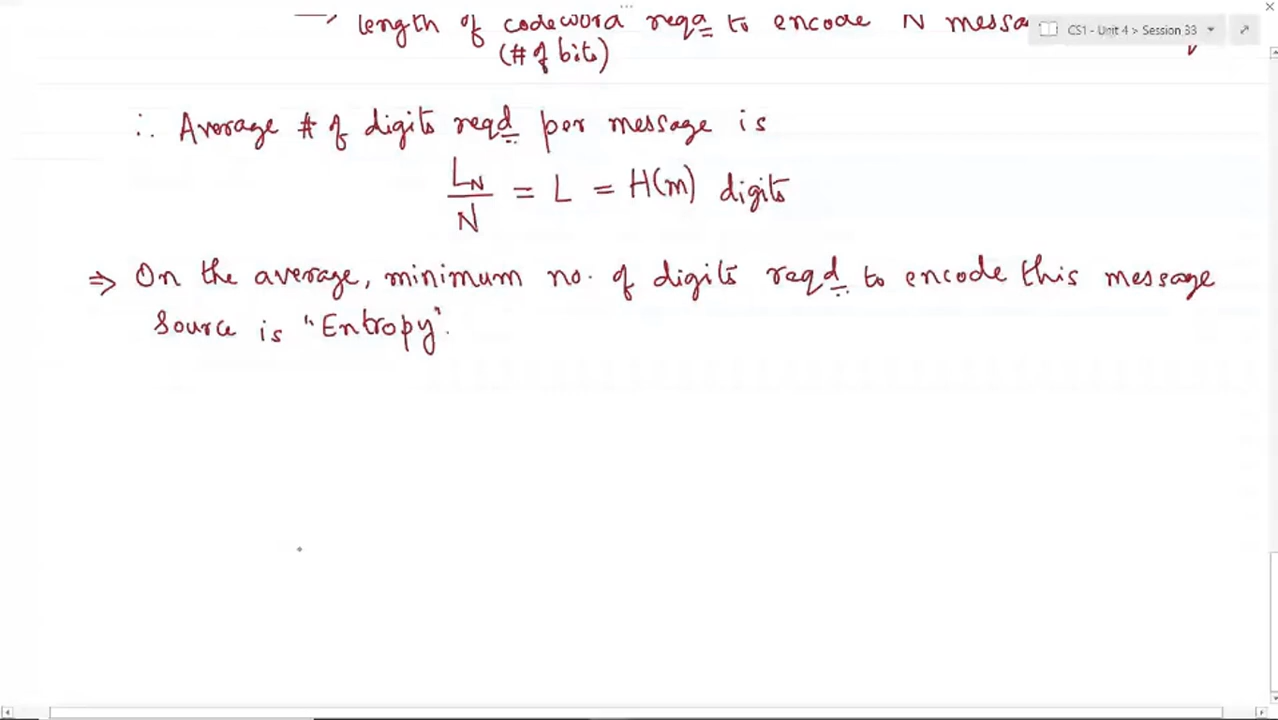 → length of codeword reqd to encode N messa
CS1 - Unit 4 > Session 33
(# of bits)
∴ Average # of digits reqd per message is
L_N / N = L = H(m) digits
⇒ On the average, minimum no. of digits reqd to encode this message
source is "Entropy".